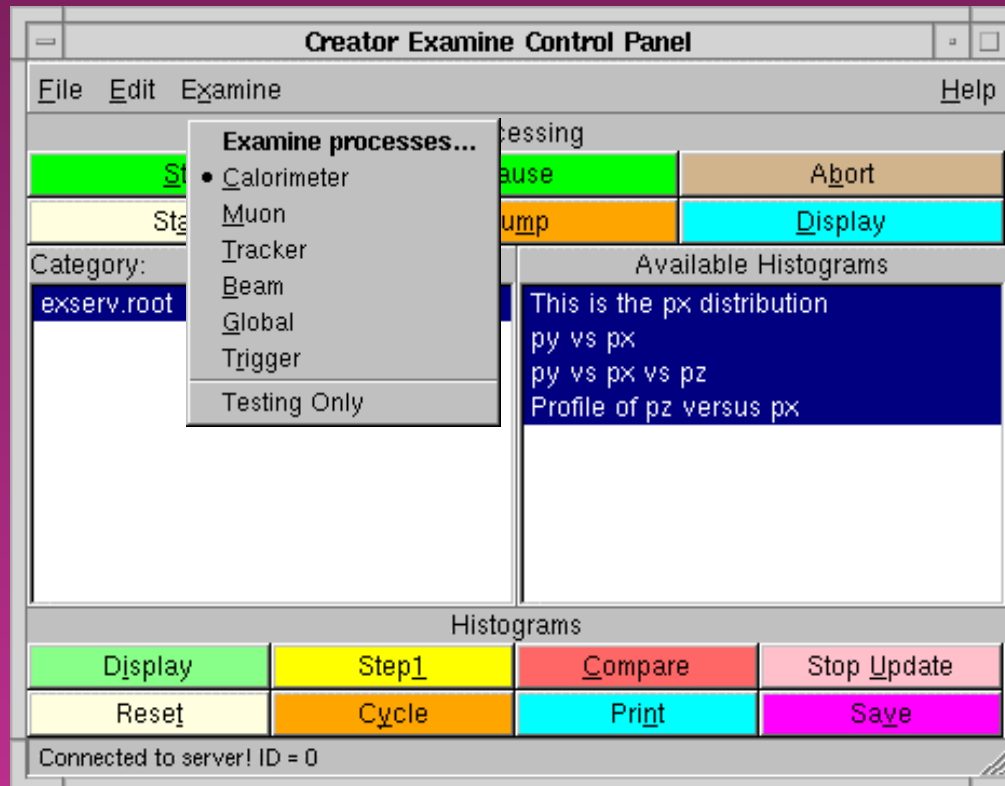 Creator Examine Control Panel
File Edit Examine Help
Examine processes...
Calorimeter
Muon
Tracker
Beam
Global
Trigger
Testing Only
Abort
Display
Category:
exserv.root
Available Histograms
This is the px distribution
py vs px
py vs px vs pz
Profile of pz versus px
Histograms
Display Step1 Compare Stop Update
Reset Cycle Print Save
Connected to server! ID = 0